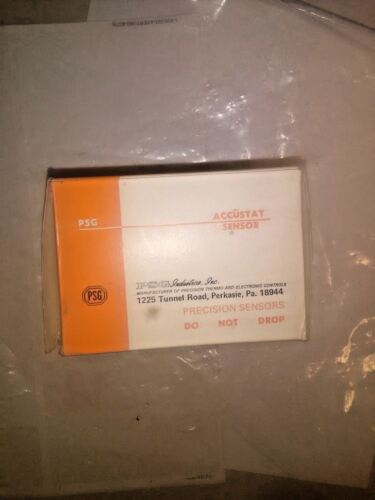 PSG
ACCUSTAT
SENSOR
PSG
PSG Industries, Inc.
MANUFACTURER OF PRECISION THERMO AND ELECTRONIC CONTROLS
1225 Tunnel Road, Perkasie, Pa. 18944
PRECISION SENSORS
DO NOT DROP